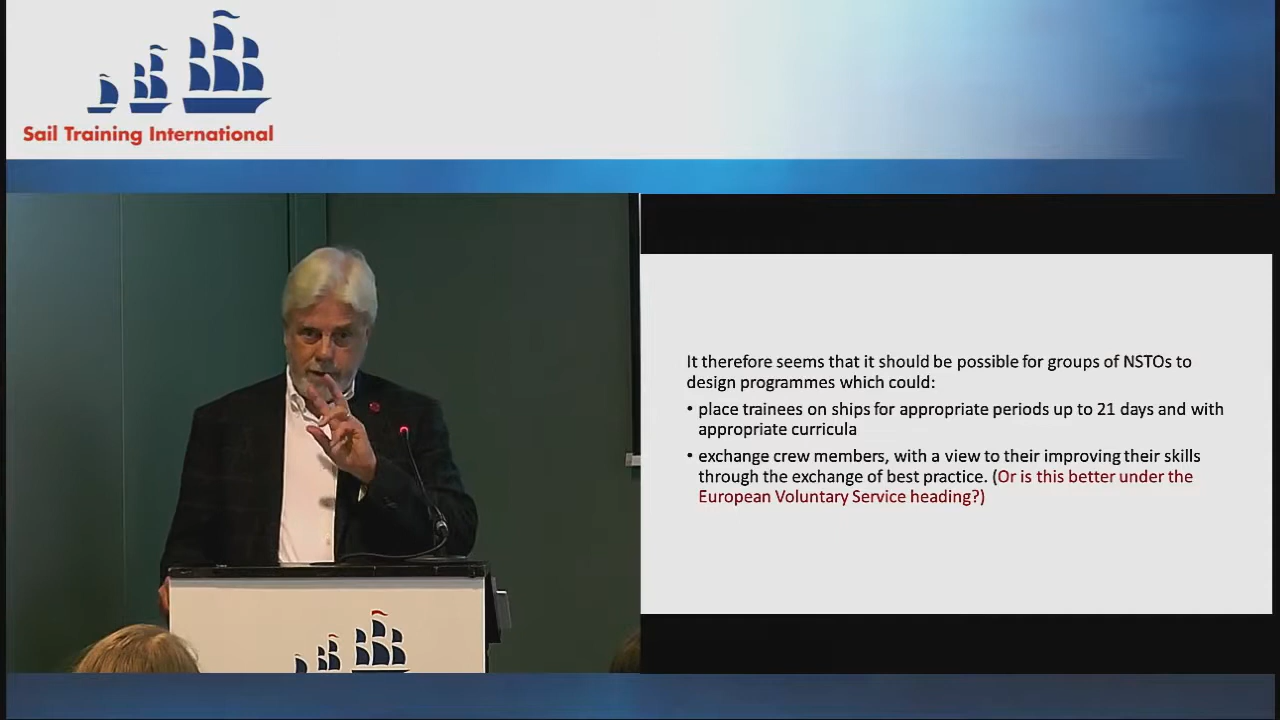 Sail Training International
It therefore seems that it should be possible for groups of NSTOs to
design programmes which could:
• place trainees on ships for appropriate periods up to 21 days and with
appropriate curricula
• exchange crew members, with a view to their improving their skills
through the exchange of best practice. (Or is this better under the
European Voluntary Service heading?)